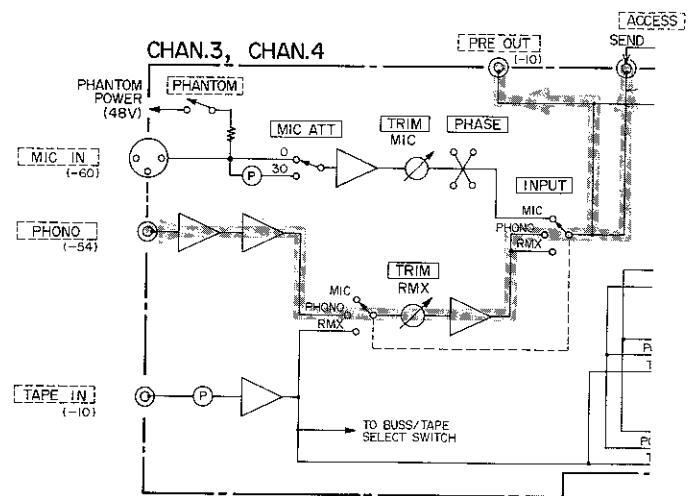 ACCESS
SEND
PRE OUT
(-10)
CHAN.3, CHAN.4
PHANTOM
POWER
(48V)
PHANTOM
MIC ATT
TRIM
MIC
PHASE
MIC IN
(-60)
0
30
P
INPUT
MIC
PHONO
RMX
PHONO
(-54)
TRIM
RMX
MIC
PHONO
RMX
TAPE IN
(-10)
P
TO BUSS/TAPE
SELECT SWITCH